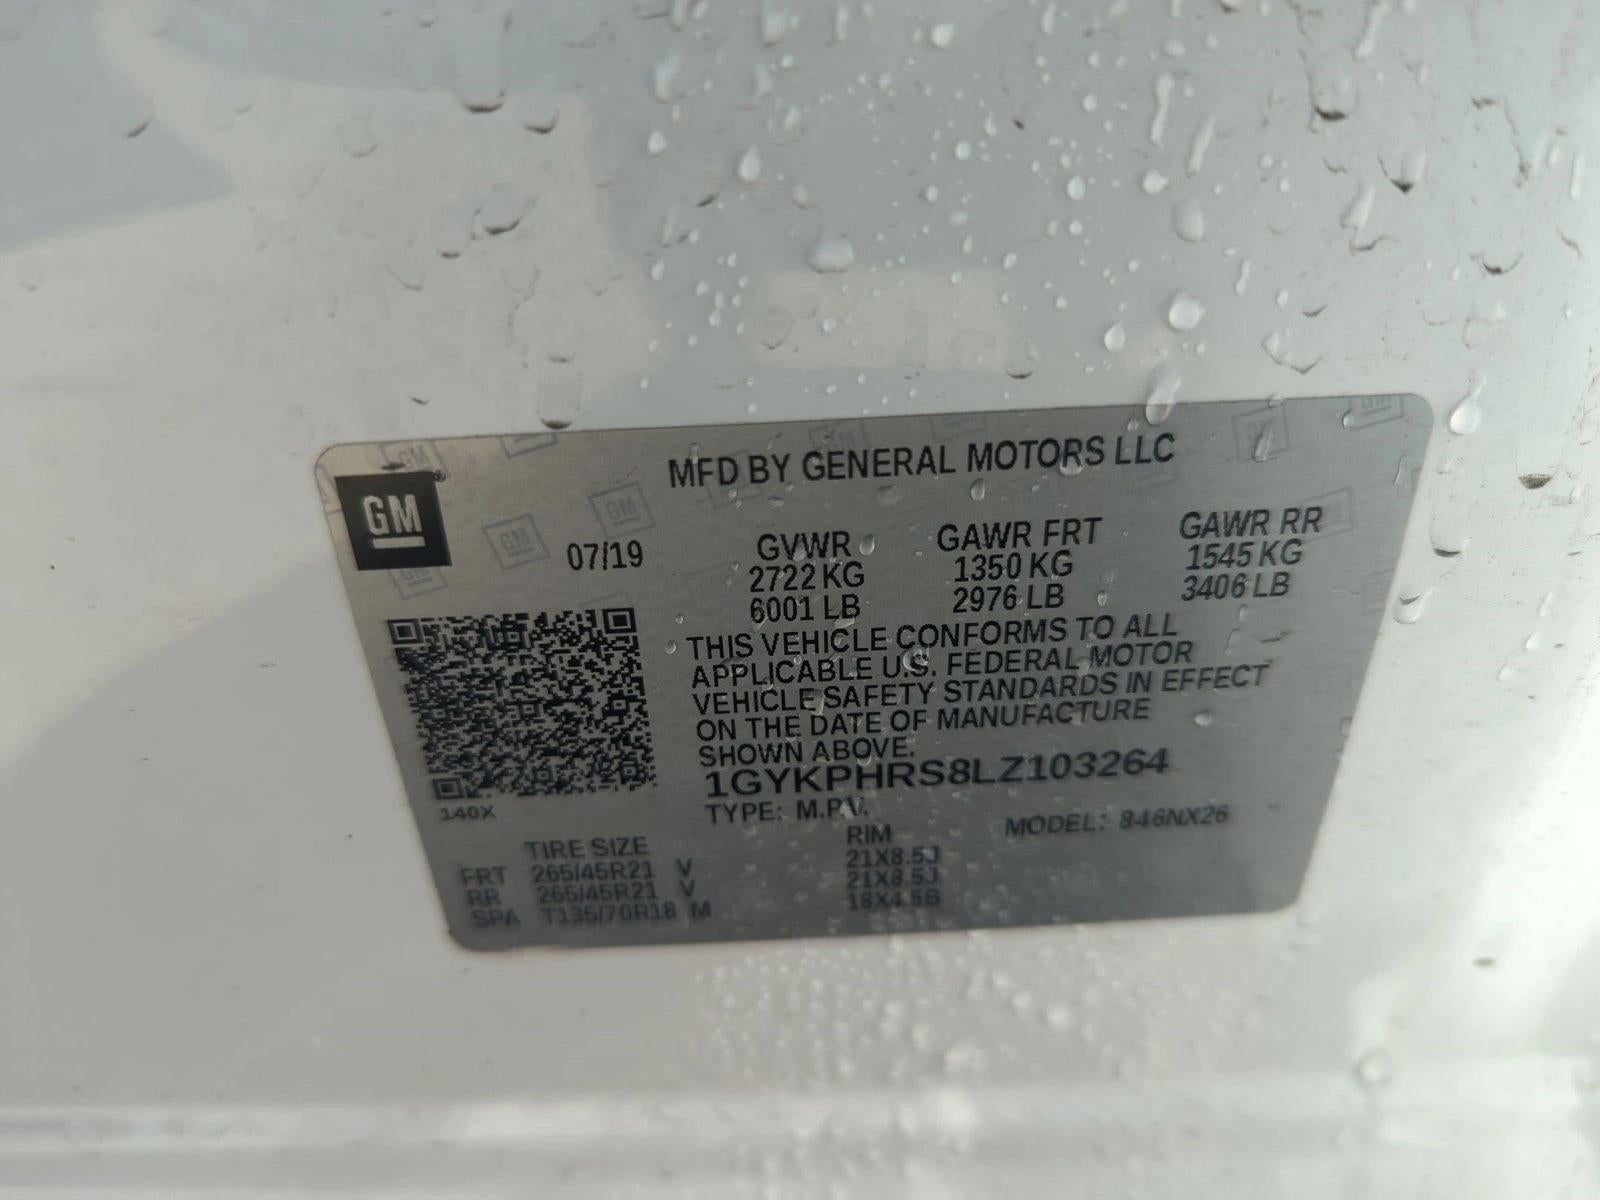 MFD BY GENERAL MOTORS LLC
GM
07/19
GVWR GAWR FRT GAWR RR
2722 KG 1350 KG 1545 KG
6001 LB 2976 LB 3406 LB
THIS VEHICLE CONFORMS TO ALL
APPLICABLE U.S. FEDERAL MOTOR
VEHICLE SAFETY STANDARDS IN EFFECT
ON THE DATE OF MANUFACTURE
SHOWN ABOVE.
1GYKPHRS8LZ103264
140X
TYPE: M.P.V. MODEL: 846NX26
TIRE SIZE RIM
FRT 265/45R21 V 21X8.5J
RR 265/45R21 V 21X8.5J
SPA T135/70R18 M 18X4.5B